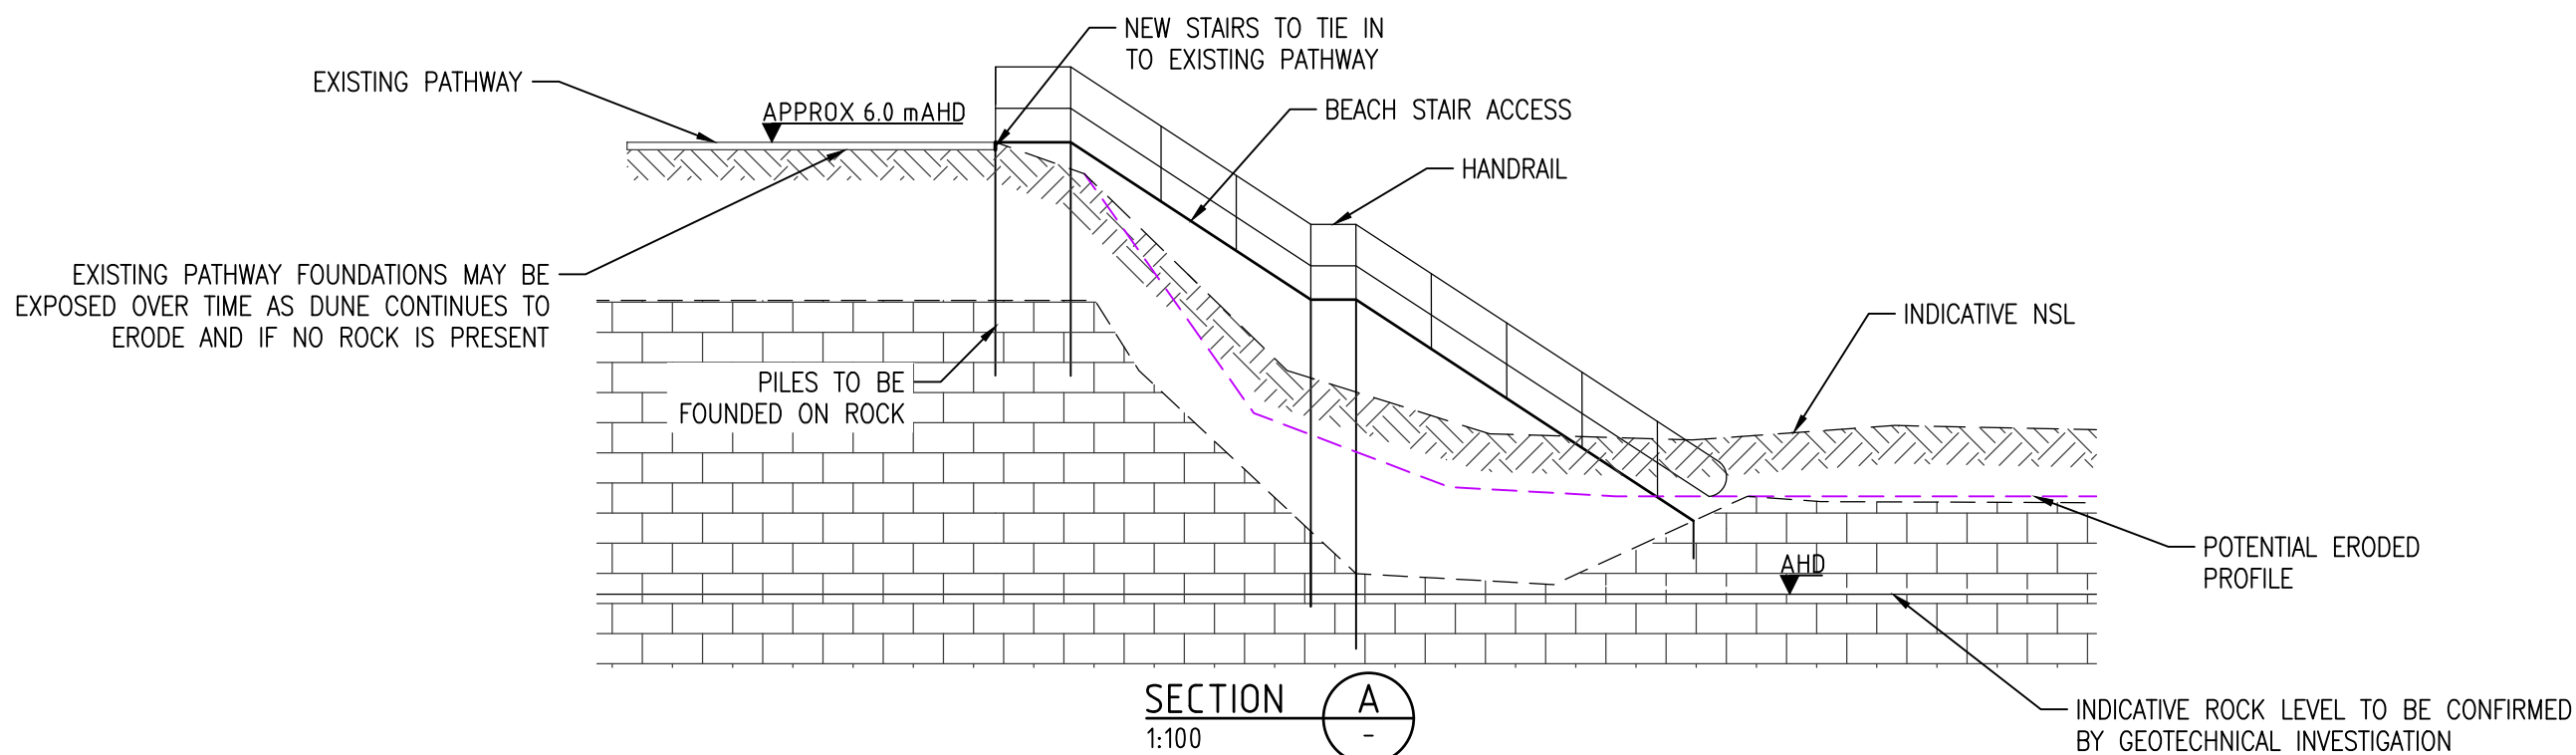 NEW STAIRS TO TIE IN
TO EXISTING PATHWAY
EXISTING PATHWAY
APPROX 6.0 mAHD
BEACH STAIR ACCESS
HANDRAIL
EXISTING PATHWAY FOUNDATIONS MAY BE
EXPOSED OVER TIME AS DUNE CONTINUES TO
ERODE AND IF NO ROCK IS PRESENT
INDICATIVE NSL
PILES TO BE
FOUNDED ON ROCK
POTENTIAL ERODED
PROFILE
AHD
SECTION
A
1:100
-
INDICATIVE ROCK LEVEL TO BE CONFIRMED
BY GEOTECHNICAL INVESTIGATION